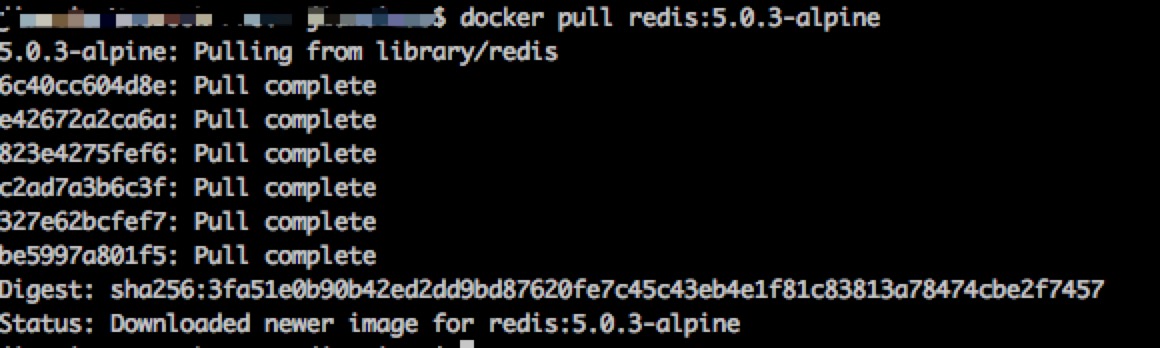 $ docker pull redis:5.0.3-alpine
5.0.3-alpine: Pulling from library/redis
6c40cc604d8e: Pull complete
e42672a2ca6a: Pull complete
823e4275fef6: Pull complete
c2ad7a3b6c3f: Pull complete
327e62bcfef7: Pull complete
be5997a801f5: Pull complete
Digest: sha256:3fa51e0b90b42ed2dd9bd87620fe7c45c43eb4e1f81c83813a78474cbe2f7457
Status: Downloaded newer image for redis:5.0.3-alpine